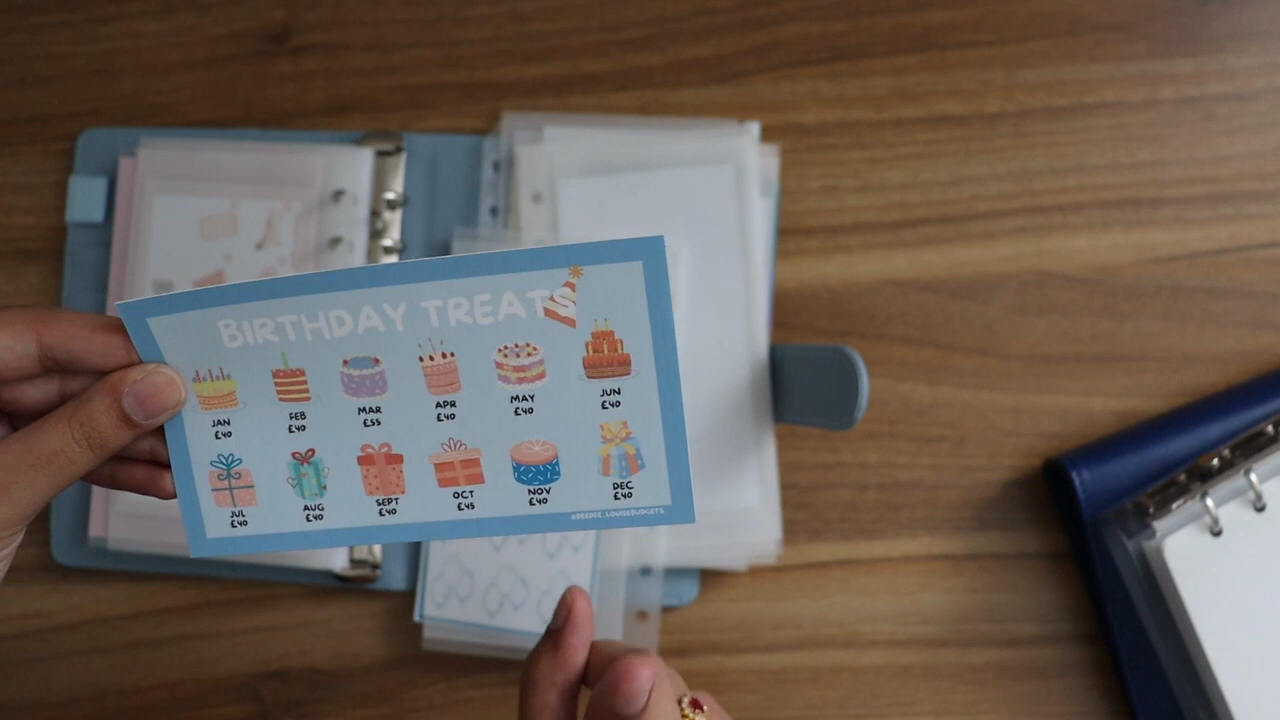 BIRTHDAY TREATS
JAN FEB MAR APR MAY JUN
£40 £40 £55 £40 £40 £40
JUL AUG SEPT OCT NOV DEC
£40 £40 £40 £45 £40 £40
@DEEDEE_LOUISEBUDGETS